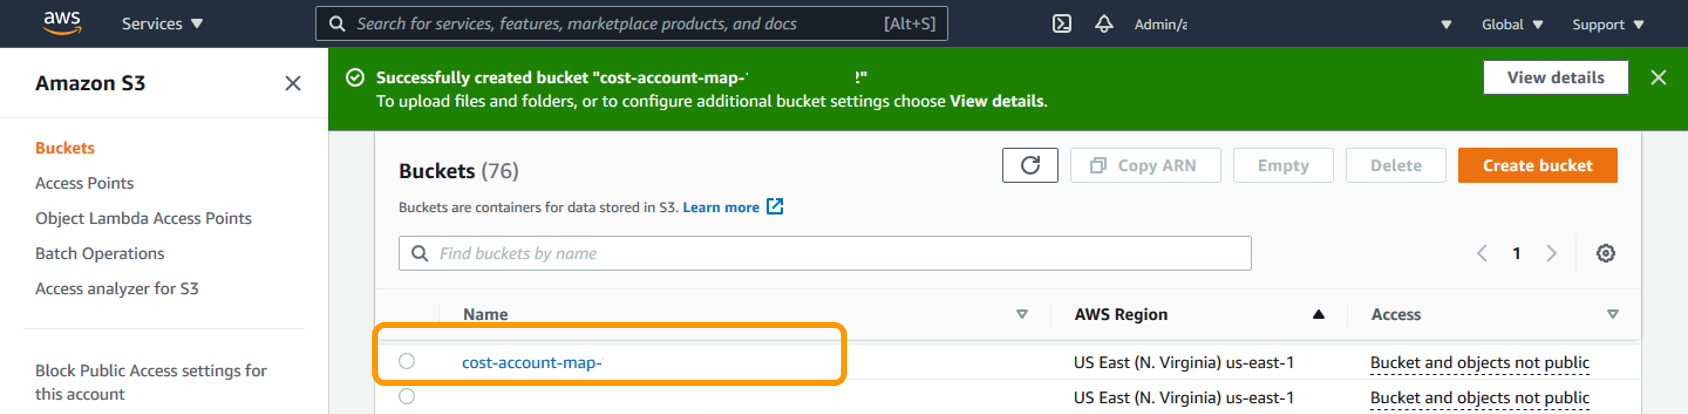 aws Services Search for services, features, marketplace products, and docs [Alt+S] Admin/a Global Support
Amazon S3
Buckets
Access Points
Object Lambda Access Points
Batch Operations
Access analyzer for S3
Block Public Access settings for
this account
Successfully created bucket "cost-account-map- 2"
To upload files and folders, or to configure additional bucket settings choose View details.
View details
Buckets (76)
Copy ARN Empty Delete Create bucket
Buckets are containers for data stored in S3. Learn more
Find buckets by name
1
Name AWS Region Access
cost-account-map- US East (N. Virginia) us-east-1 Bucket and objects not public
US East (N. Virginia) us-east-1 Bucket and objects not public